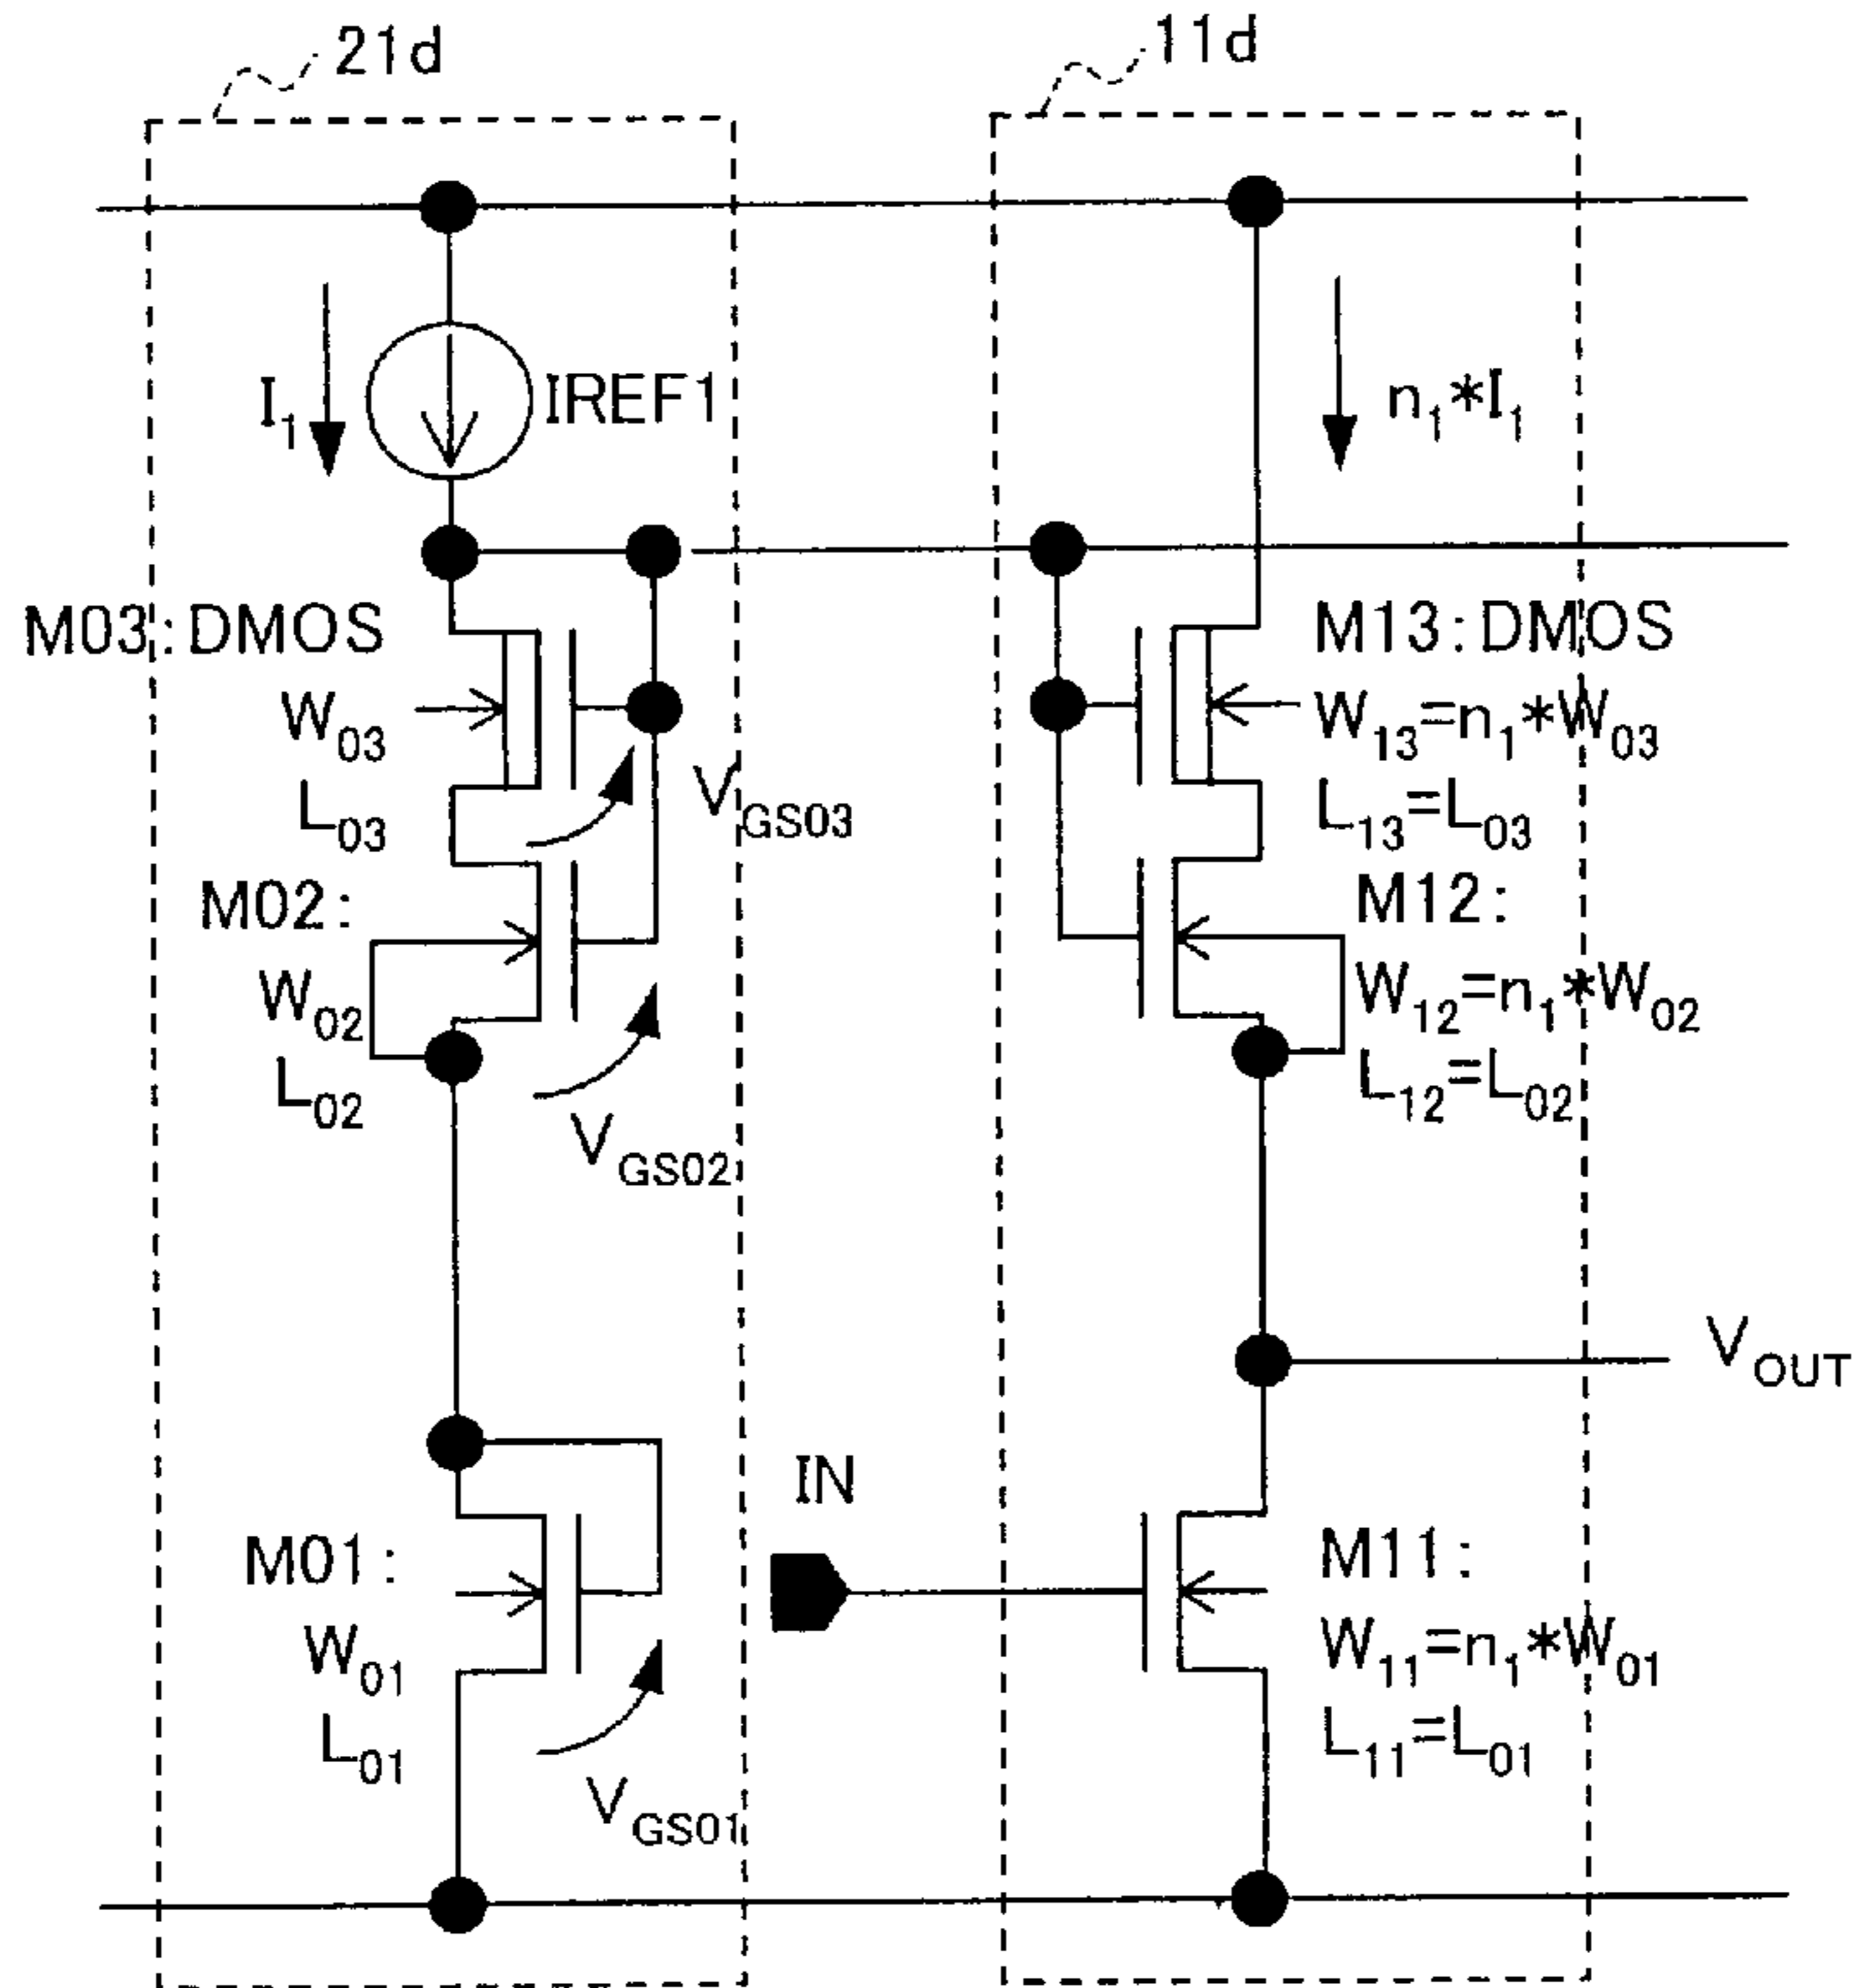 21d
11d
I1
IREF1
n1*I1
M03:DMOS
W03
L03
VGS03
M13:DMOS
W13=n1*W03
L13=L03
M02:
W02
L02
VGS02
M12:
W12=n1*W02
L12=L02
VOUT
IN
M01:
W01
L01
VGS01
M11:
W11=n1*W01
L11=L01